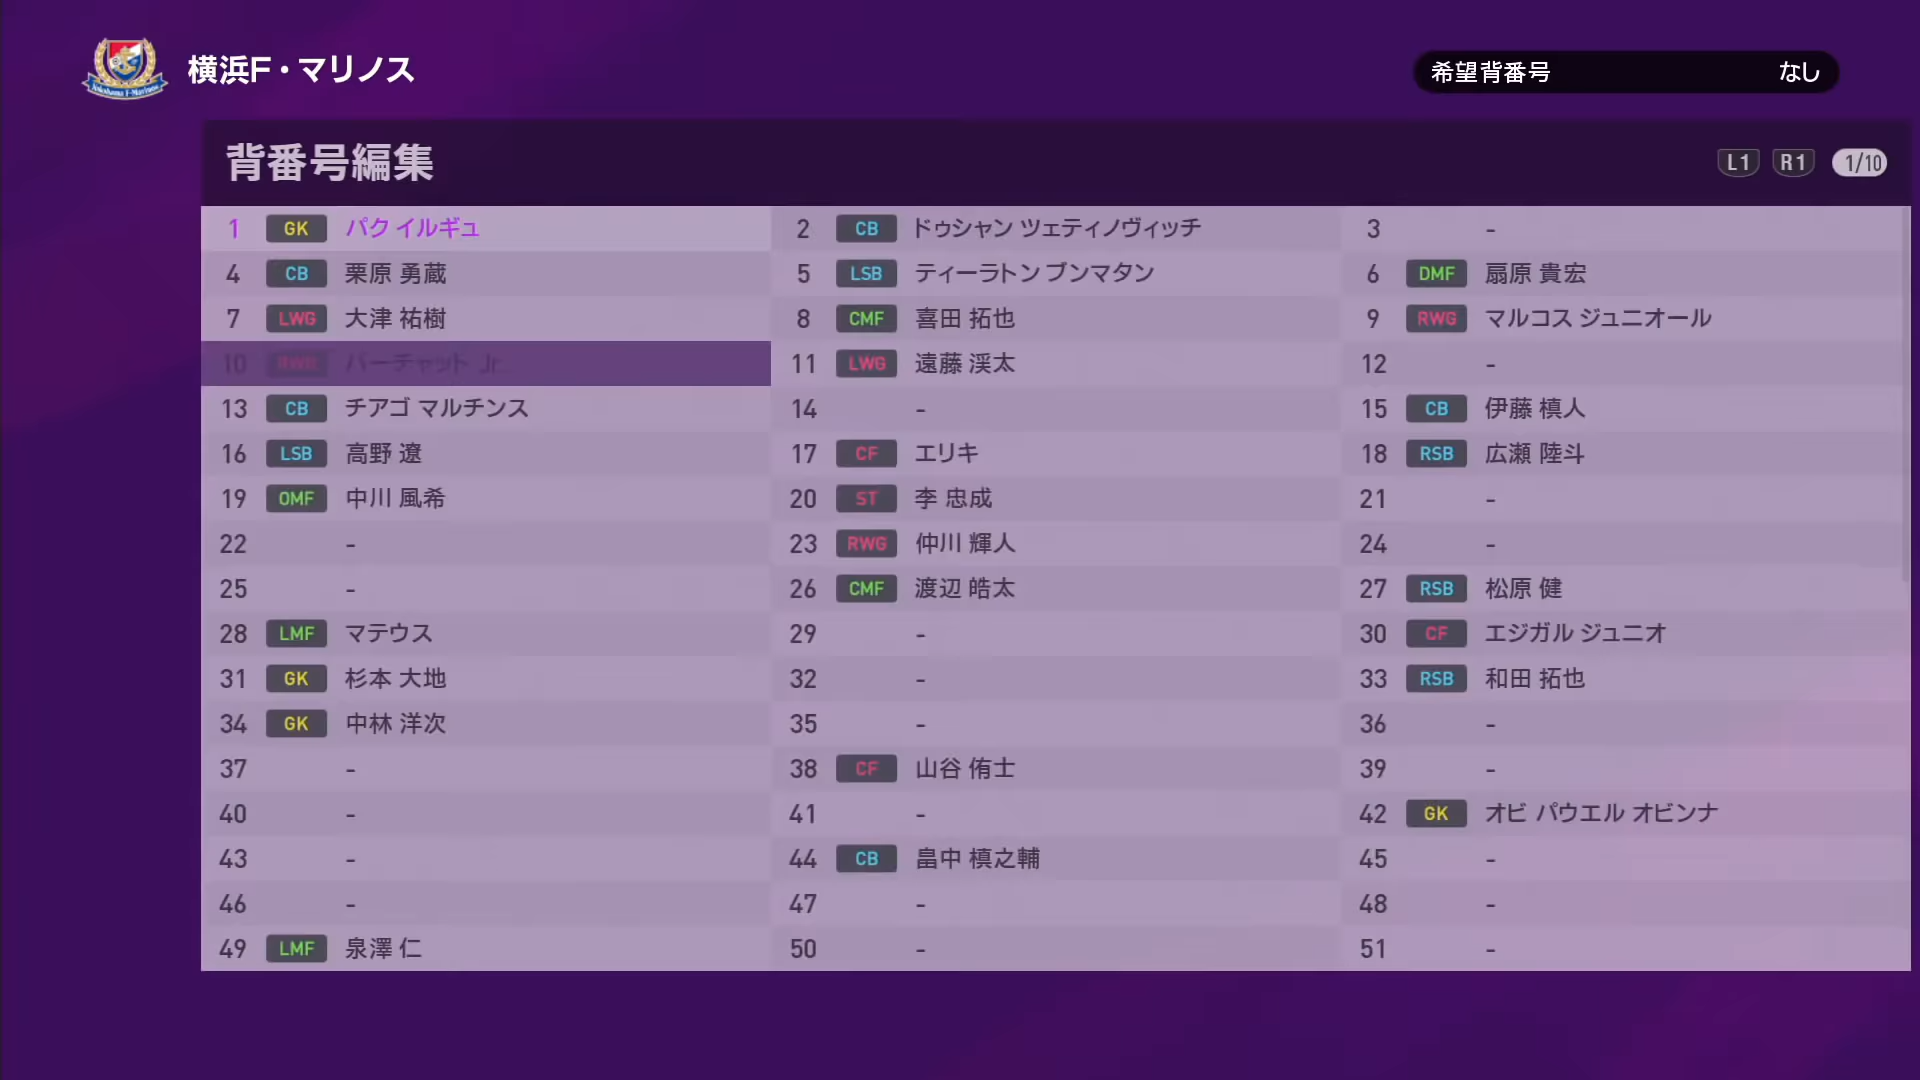 横浜F・マリノス
希望背番号 なし
背番号編集
L1 R1 1/10
1 GK パク イルギュ 2 CB ドゥシャン ツェティノヴィッチ 3 -
4 CB 栗原 勇蔵 5 LSB ティーラトン ブンマタン 6 DMF 扇原 貴宏
7 LWG 大津 祐樹 8 CMF 喜田 拓也 9 RWG マルコス ジュニオール
10 RWG バーチャット Jr 11 LWG 遠藤 渓太 12 -
13 CB チアゴ マルチンス 14 - 15 CB 伊藤 槙人
16 LSB 高野 遼 17 CF エリキ 18 RSB 広瀬 陸斗
19 OMF 中川 風希 20 ST 李 忠成 21 -
22 - 23 RWG 仲川 輝人 24 -
25 - 26 CMF 渡辺 皓太 27 RSB 松原 健
28 LMF マテウス 29 - 30 CF エジガル ジュニオ
31 GK 杉本 大地 32 - 33 RSB 和田 拓也
34 GK 中林 洋次 35 - 36 -
37 - 38 CF 山谷 侑士 39 -
40 - 41 - 42 GK オビ パウエル オビンナ
43 - 44 CB 畠中 槙之輔 45 -
46 - 47 - 48 -
49 LMF 泉澤 仁 50 - 51 -